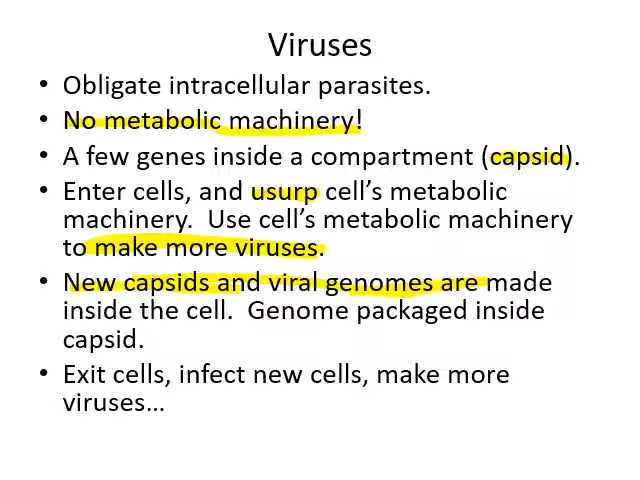 Viruses
• Obligate intracellular parasites.
• No metabolic machinery!
• A few genes inside a compartment (capsid).
• Enter cells, and usurp cell’s metabolic
machinery.  Use cell’s metabolic machinery
to make more viruses.
• New capsids and viral genomes are made
inside the cell.  Genome packaged inside
capsid.
• Exit cells, infect new cells, make more
viruses…